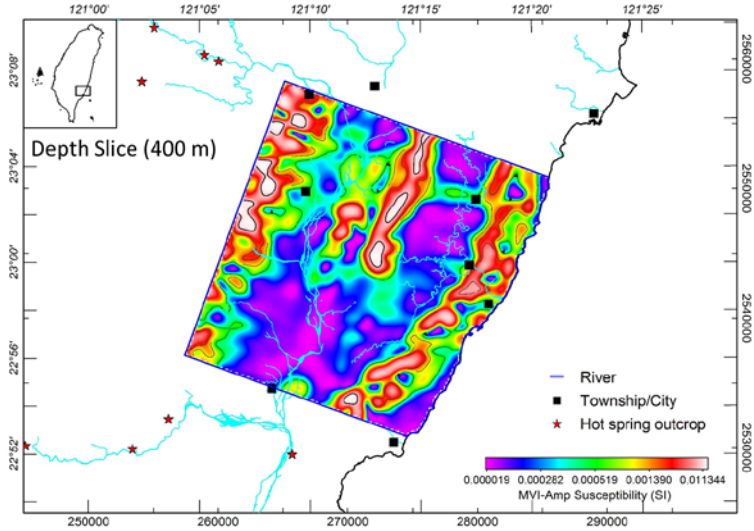 121°00' 121°05' 121°10' 121°15' 121°20' 121°25'
23°08'
23°04'
23°00'
22°56'
22°52'
2560000
2550000
2540000
2530000
Depth Slice (400 m)
River
Township/City
Hot spring outcrop
0.000019 0.000282 0.000519 0.001390 0.011344
MVI-Amp Susceptibility (SI)
250000 260000 270000 280000 290000